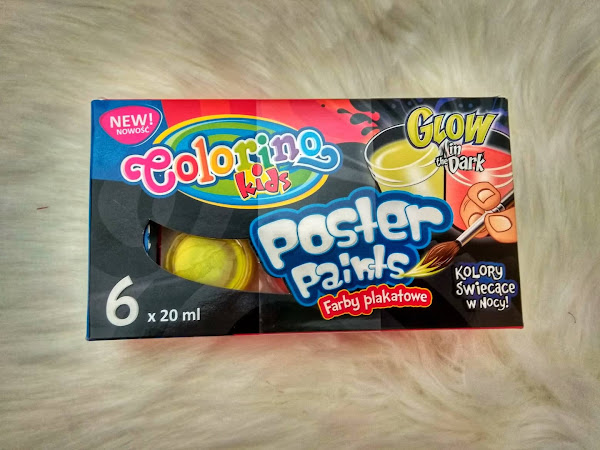 NEW!
NOWOŚĆ
Colorino
kids
GLOW
in
the Dark
Poster
Paints
Farby plakatowe
6 x 20 ml
KOLORY
ŚWIECĄCE
W NOCY!